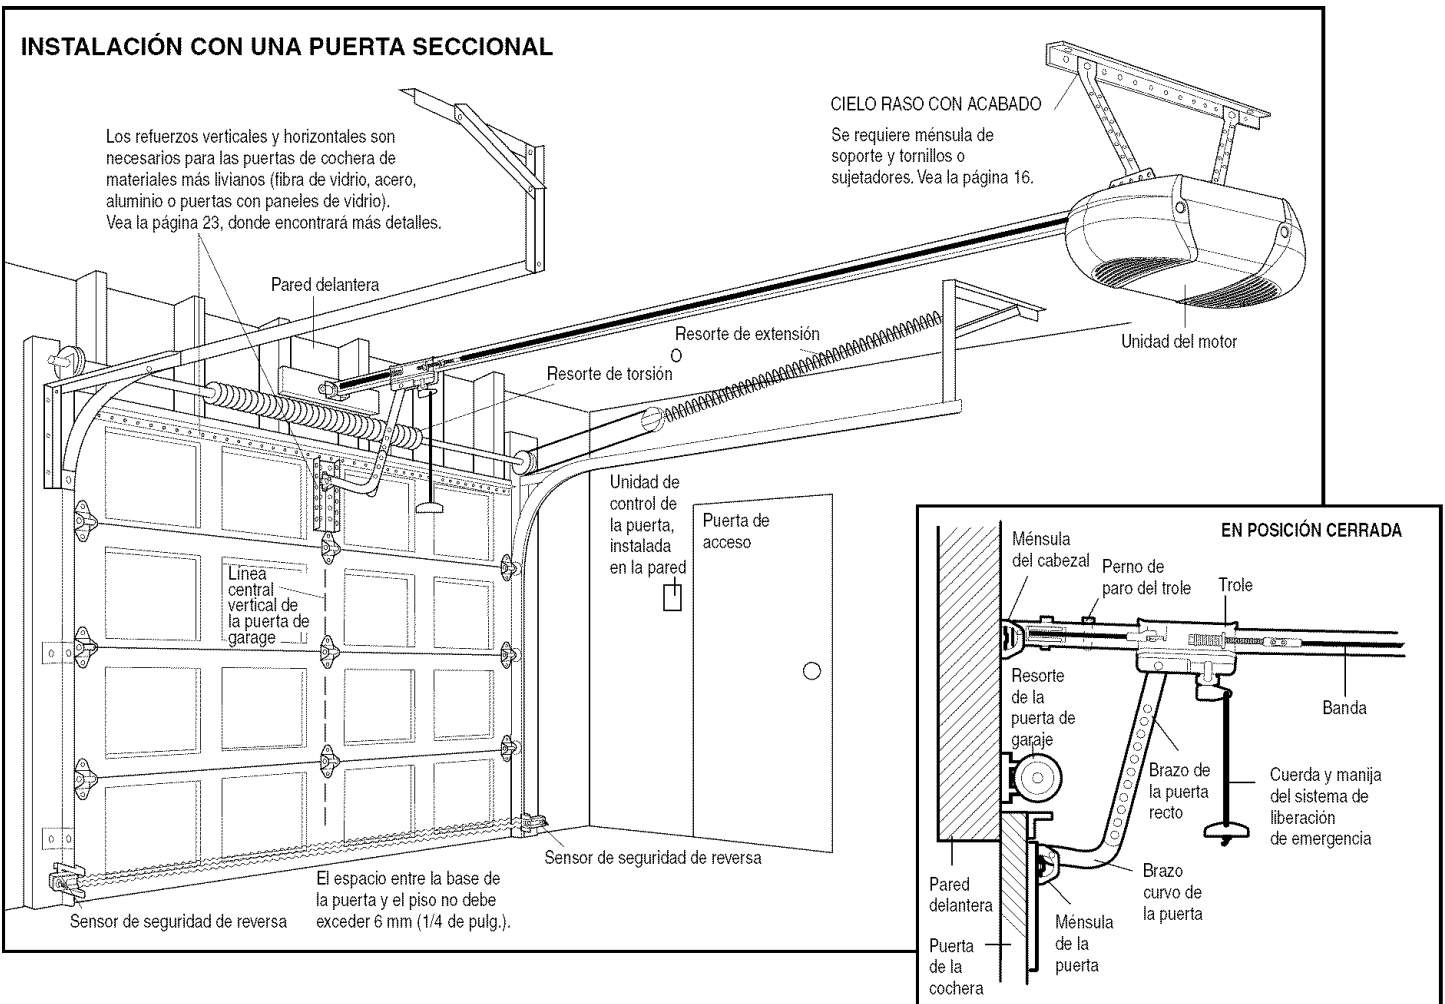 INSTALACIÓN CON UNA PUERTA SECCIONAL
CIELO RASO CON ACABADO
Se requiere ménsula de
soporte y tornillos o
sujetadores. Vea la página 16.
Los refuerzos verticales y horizontales son
necesarios para las puertas de cochera de
materiales más livianos (fibra de vidrio, acero,
aluminio o puertas con paneles de vidrio).
Vea la página 23, donde encontrará más detalles.
Pared delantera
Resorte de extensión
Unidad del motor
Resorte de torsión
Unidad de
control de
la puerta,
instalada
en la pared
Puerta de
acceso
Línea
central
vertical de
la puerta de
garage
Sensor de seguridad de reversa
El espacio entre la base de
la puerta y el piso no debe
exceder 6 mm (1/4 de pulg.).
Sensor de seguridad de reversa
EN POSICIÓN CERRADA
Ménsula
del cabezal
Perno de
paro del trole
Trole
Resorte
de la
puerta de
garaje
Banda
Brazo de
la puerta
recto
Cuerda y manija
del sistema de
liberación
de emergencia
Pared
delantera
Brazo
curvo de
la puerta
Ménsula
de la
puerta
Puerta
de la
cochera